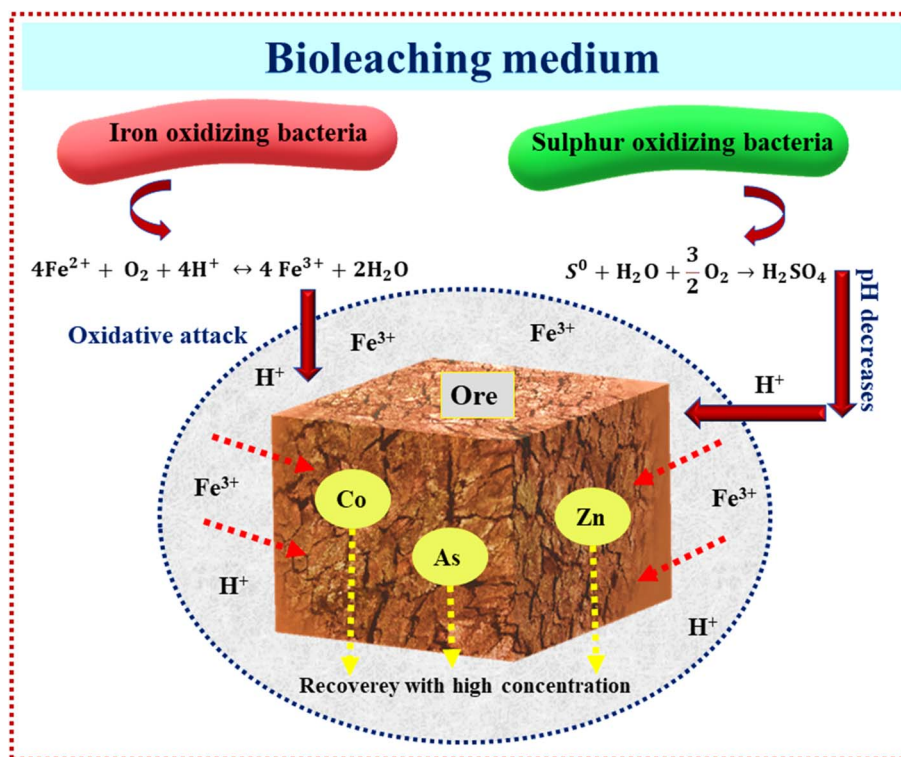 Bioleaching medium
Iron oxidizing bacteria
Sulphur oxidizing bacteria
4Fe²⁺ + O₂ + 4H⁺ ↔ 4 Fe³⁺ + 2H₂O
S⁰ + H₂O + 3/2 O₂ → H₂SO₄
pH decreases
Oxidative attack
Fe³⁺
Fe³⁺
H⁺
H⁺
Ore
Fe³⁺
Co
Zn
Fe³⁺
As
H⁺
H⁺
Recoverey with high concentration